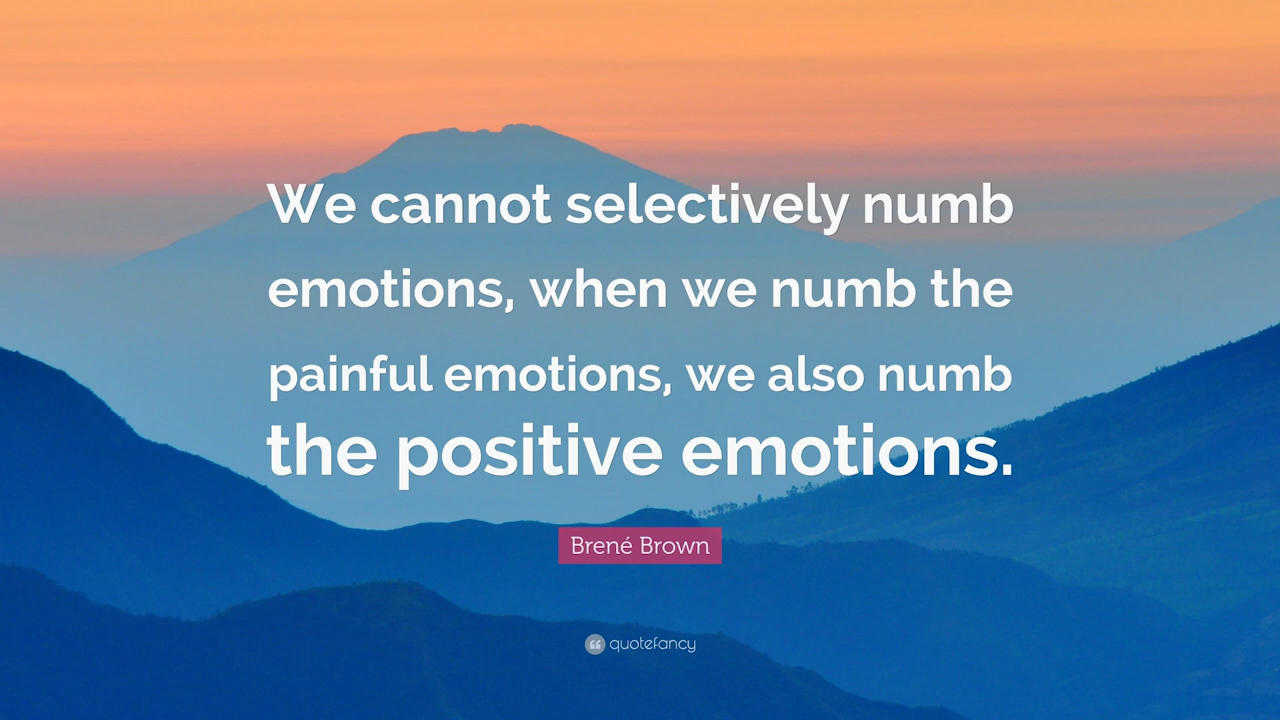 We cannot selectively numb
emotions, when we numb the
painful emotions, we also numb
the positive emotions.
Brené Brown
quotefancy